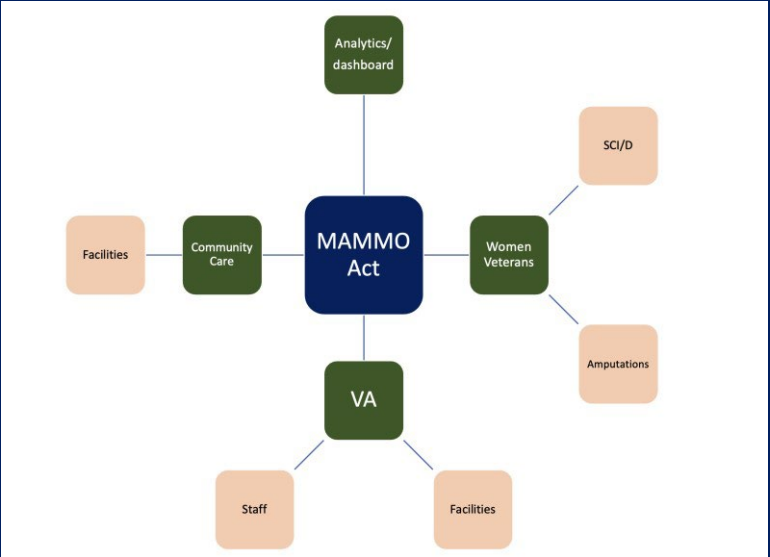 Analytics/
dashboard
SCI/D
MAMMO
Act
Women
Veterans
Community
Care
Facilities
Amputations
VA
Staff
Facilities